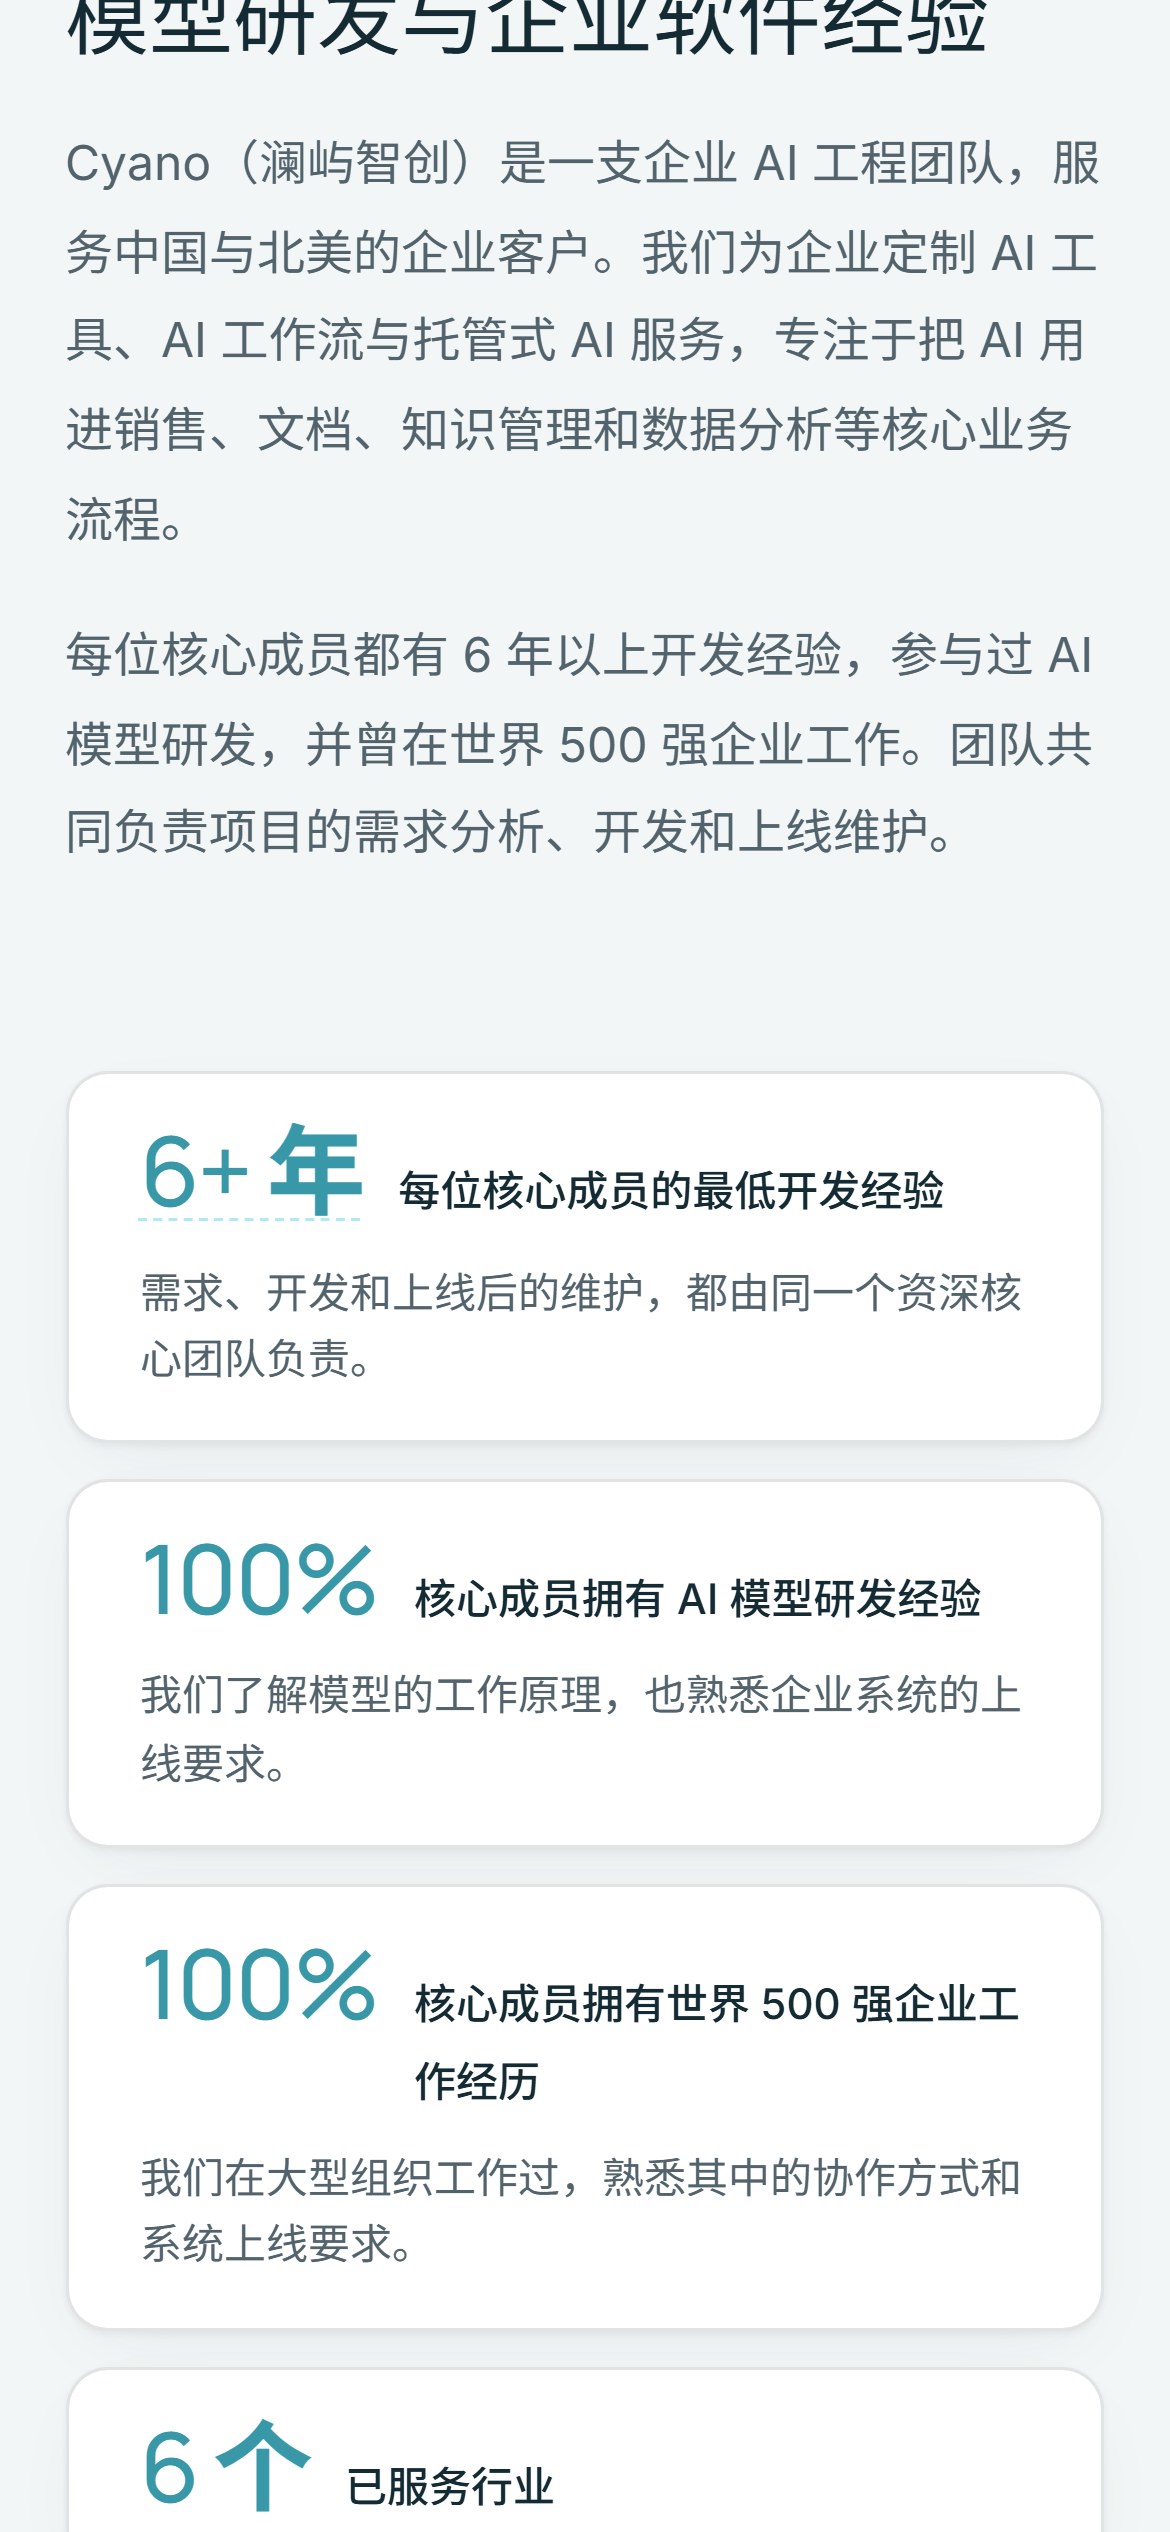 模型研发与企业软件经验
Cyano（澜屿智创）是一支企业 AI 工程团队，服
务中国与北美的企业客户。我们为企业定制 AI 工
具、AI 工作流与托管式 AI 服务，专注于把 AI 用
进销售、文档、知识管理和数据分析等核心业务
流程。
每位核心成员都有 6 年以上开发经验，参与过 AI
模型研发，并曾在世界 500 强企业工作。团队共
同负责项目的需求分析、开发和上线维护。
6+ 年 每位核心成员的最低开发经验
需求、开发和上线后的维护，都由同一个资深核
心团队负责。
100% 核心成员拥有 AI 模型研发经验
我们了解模型的工作原理，也熟悉企业系统的上
线要求。
100% 核心成员拥有世界 500 强企业工
作经历
我们在大型组织工作过，熟悉其中的协作方式和
系统上线要求。
6 个 已服务行业